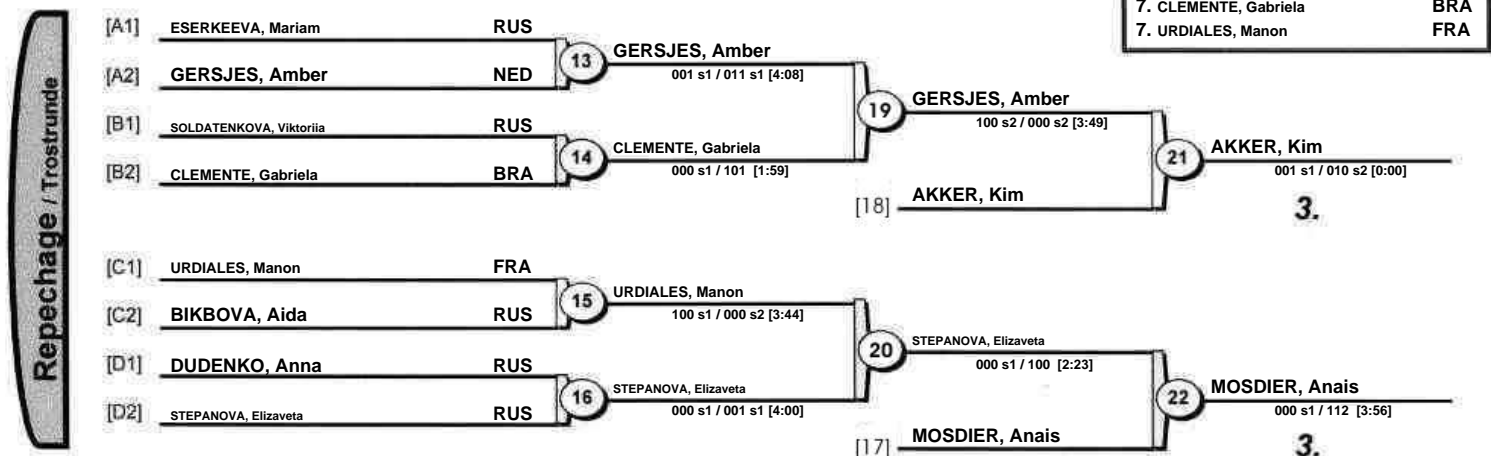 7. CLEMENTE, Gabriela BRA
7. URDIALES, Manon FRA
Repechage / Trostrunde
[A1] ESERKEEVA, Mariam RUS
[A2] GERSJES, Amber NED
13
GERSJES, Amber
001 s1 / 011 s1 [4:08]
[B1] SOLDATENKOVA, Viktoriia RUS
[B2] CLEMENTE, Gabriela BRA
14
CLEMENTE, Gabriela
000 s1 / 101 [1:59]
19
GERSJES, Amber
100 s2 / 000 s2 [3:49]
[18] AKKER, Kim
21
AKKER, Kim
001 s1 / 010 s2 [0:00]
3.
[C1] URDIALES, Manon FRA
[C2] BIKBOVA, Aida RUS
15
URDIALES, Manon
100 s1 / 000 s2 [3:44]
[D1] DUDENKO, Anna RUS
[D2] STEPANOVA, Elizaveta RUS
16
STEPANOVA, Elizaveta
000 s1 / 001 s1 [4:00]
20
STEPANOVA, Elizaveta
000 s1 / 100 [2:23]
[17] MOSDIER, Anais
22
MOSDIER, Anais
000 s1 / 112 [3:56]
3.